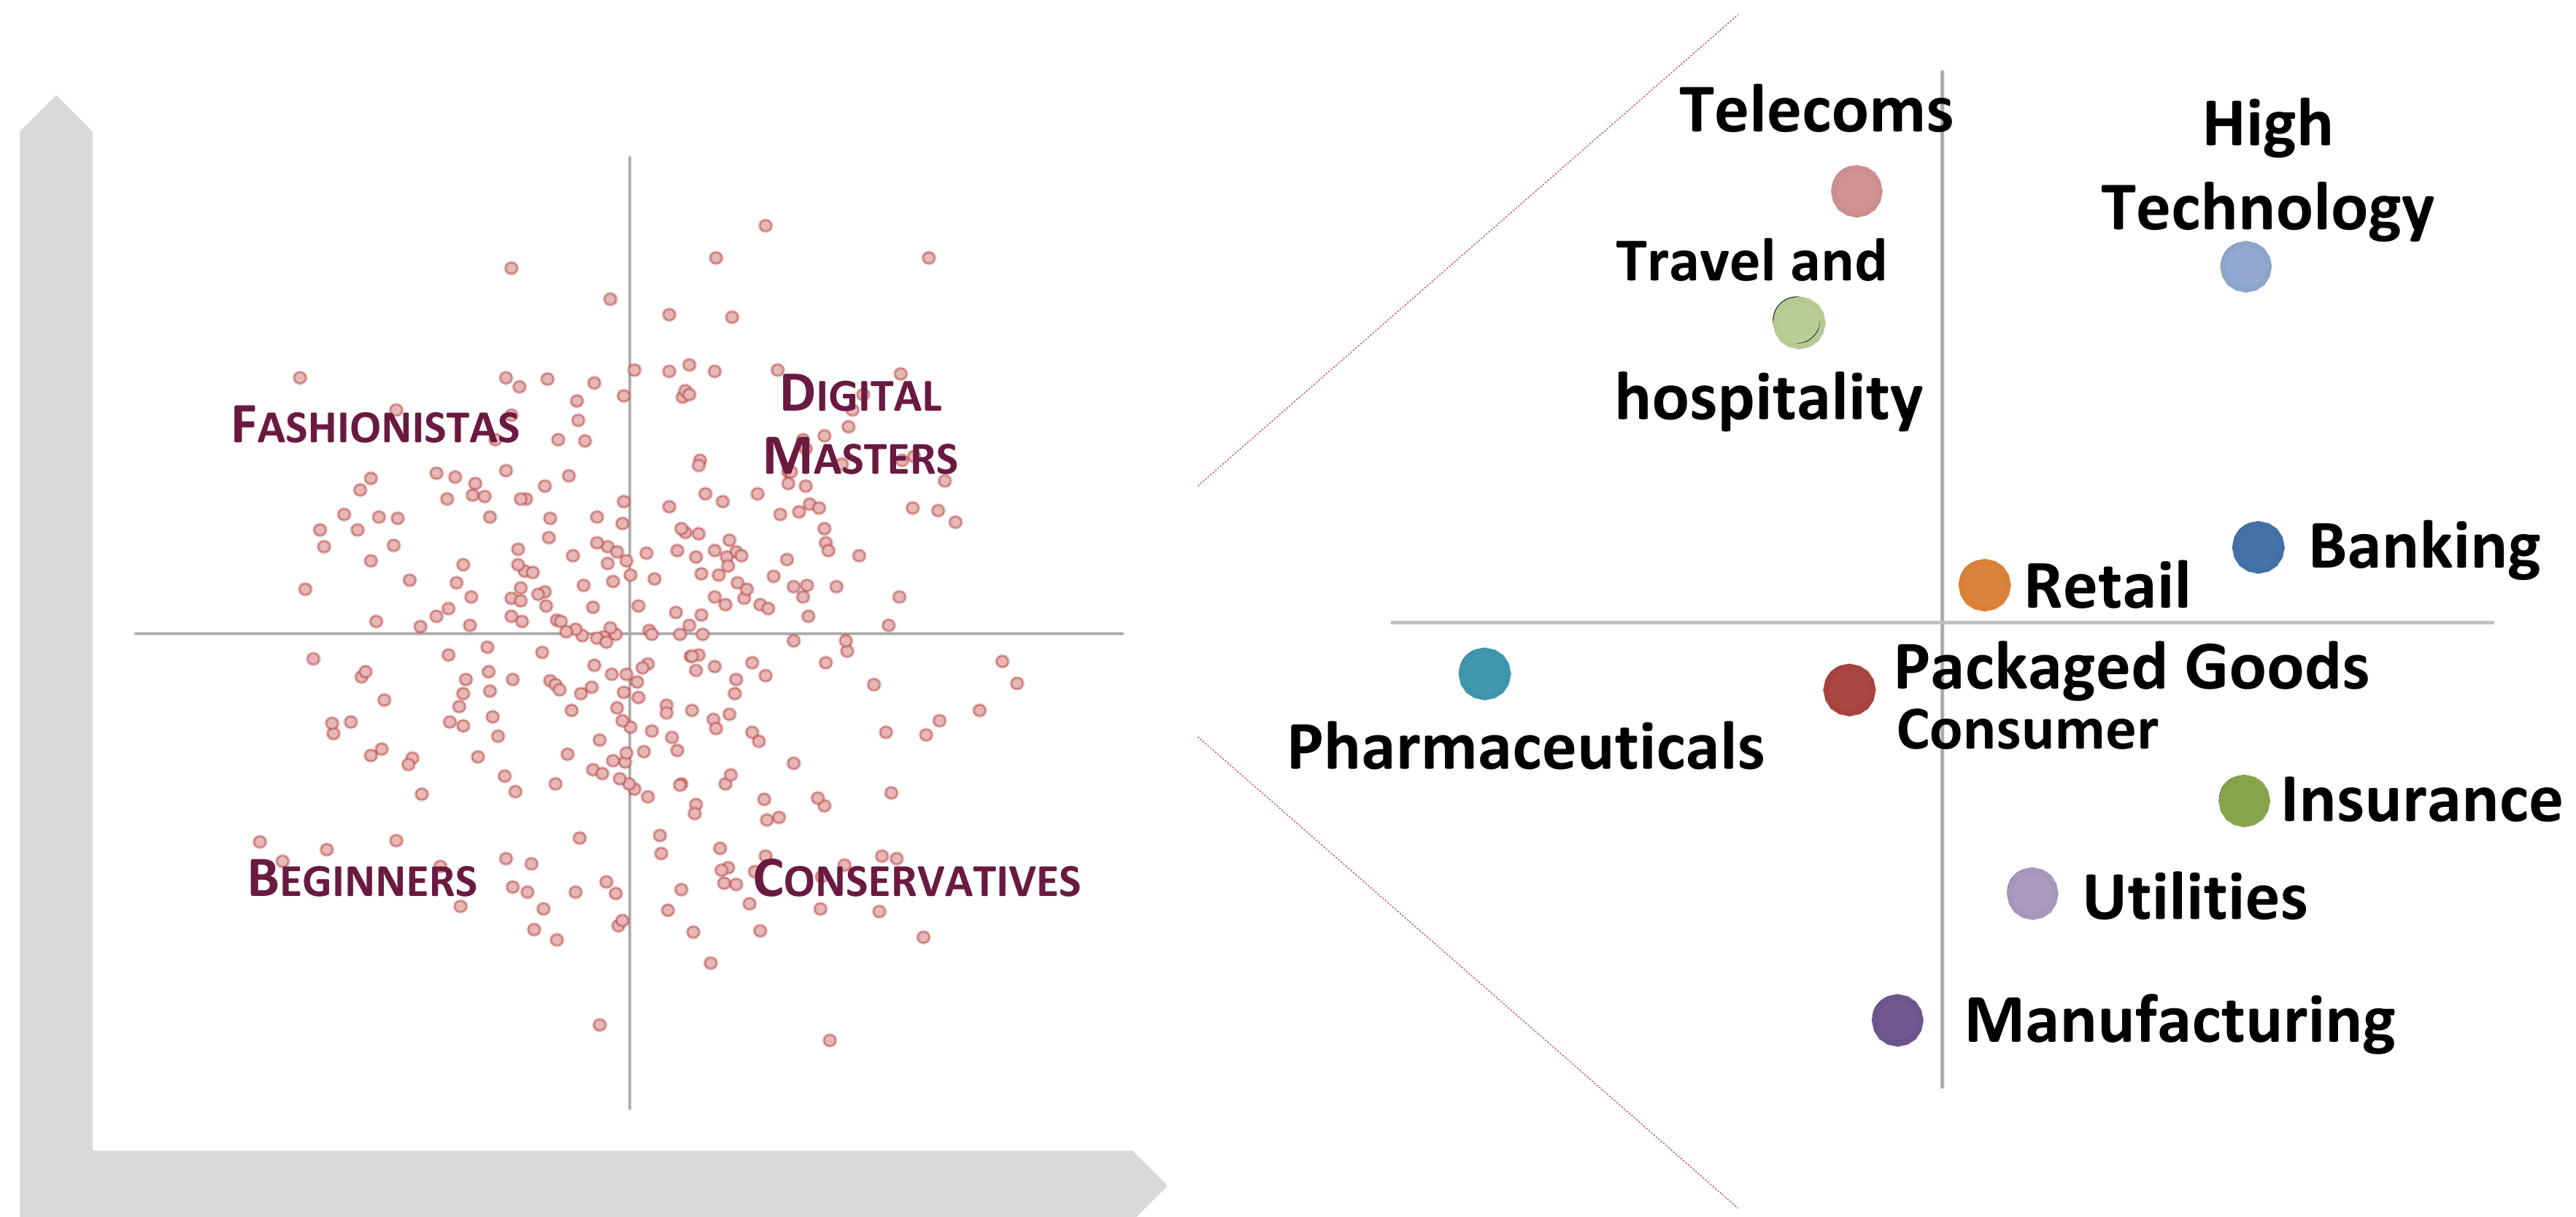 FASHIONISTAS
DIGITAL
MASTERS
BEGINNERS
CONSERVATIVES
Telecoms
High
Technology
Travel and
hospitality
Banking
Retail
Packaged Goods
Consumer
Pharmaceuticals
Insurance
Utilities
Manufacturing